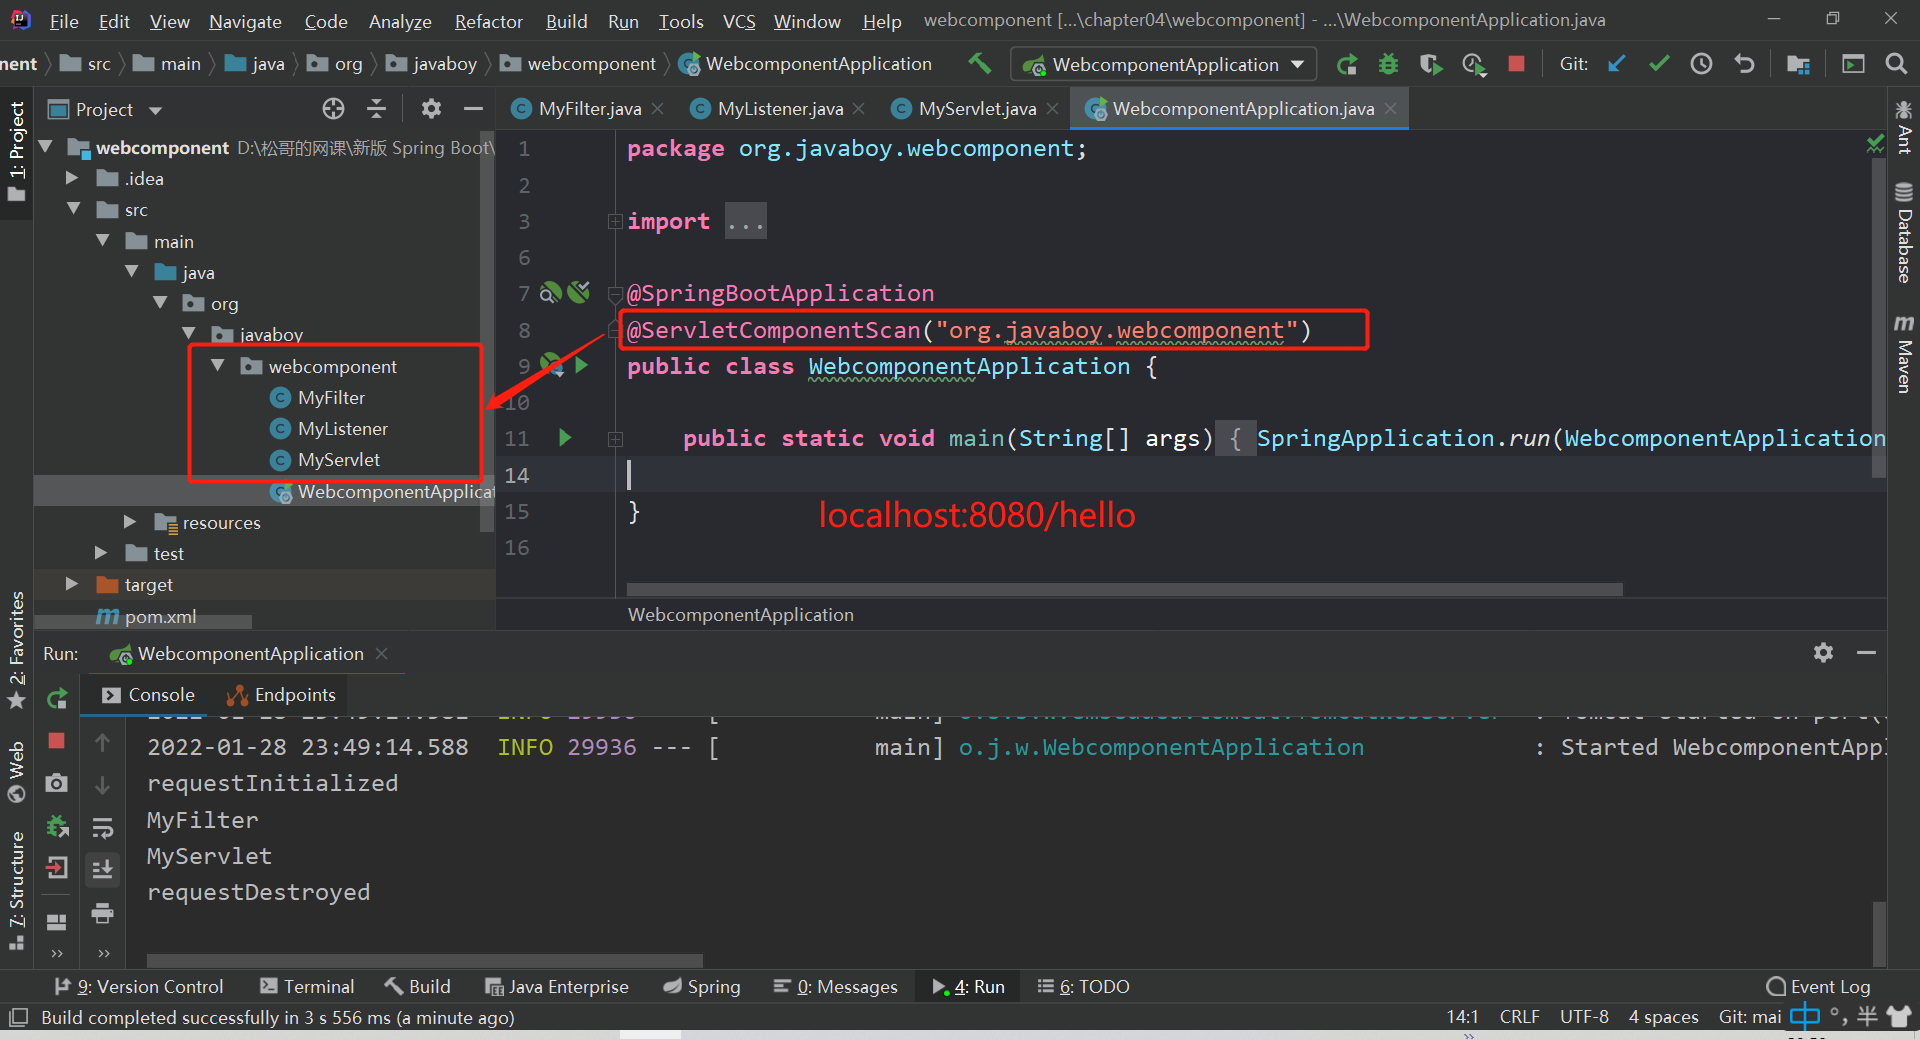 File Edit View Navigate Code Analyze Refactor Build Run Tools VCS Window Help webcomponent [...\chapter04\webcomponent] - ...\WebcomponentApplication.java
nent src main java org javaboy webcomponent WebcomponentApplication WebcomponentApplication Git:
1: Project
Project
MyFilter.java MyListener.java MyServlet.java WebcomponentApplication.java
webcomponent D:\松哥的网课\新版 Spring Boot\
.idea
src
main
java
org
javaboy
webcomponent
MyFilter
MyListener
MyServlet
WebcomponentApplicat
resources
test
target
pom.xml
1 package org.javaboy.webcomponent;
2
3 import ...
6
7 @SpringBootApplication
8 @ServletComponentScan("org.javaboy.webcomponent")
9 public class WebcomponentApplication {
10
11 public static void main(String[] args) { SpringApplication.run(WebcomponentApplication
14
15 }
16
localhost:8080/hello
WebcomponentApplication
Ant
Database
Maven
2: Favorites
Web
7: Structure
Run: WebcomponentApplication
Console Endpoints
2022-01-28 23:49:14.588 INFO 29936 --- [ main] o.j.w.WebcomponentApplication : Started WebcomponentAppl
requestInitialized
MyFilter
MyServlet
requestDestroyed
9: Version Control Terminal Build Java Enterprise Spring 0: Messages 4: Run 6: TODO Event Log
Build completed successfully in 3 s 556 ms (a minute ago) 14:1 CRLF UTF-8 4 spaces Git: mai 中 °, 半